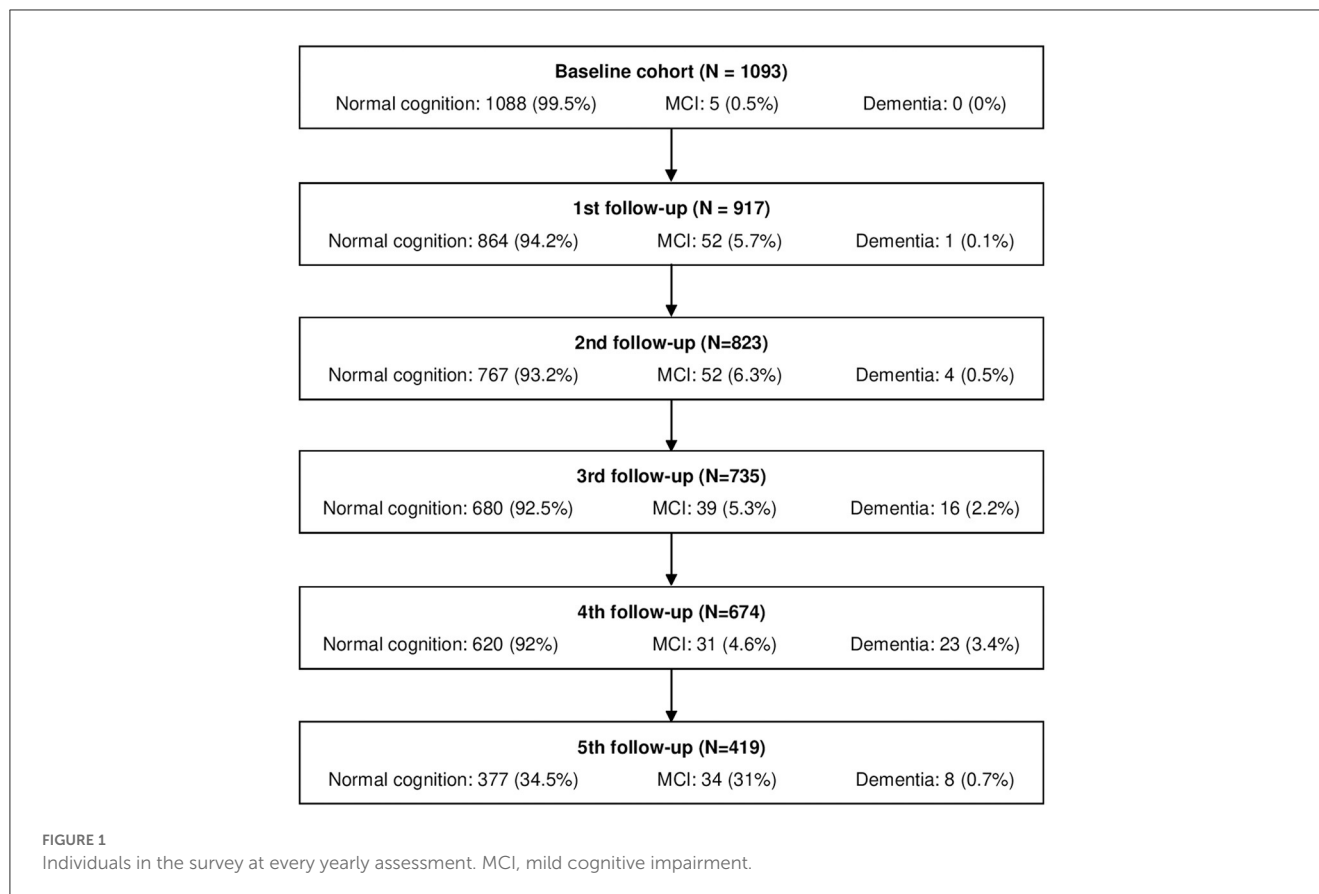 Baseline cohort (N = 1093)
Normal cognition: 1088 (99.5%) MCI: 5 (0.5%) Dementia: 0 (0%)
1st follow-up (N = 917)
Normal cognition: 864 (94.2%) MCI: 52 (5.7%) Dementia: 1 (0.1%)
2nd follow-up (N=823)
Normal cognition: 767 (93.2%) MCI: 52 (6.3%) Dementia: 4 (0.5%)
3rd follow-up (N=735)
Normal cognition: 680 (92.5%) MCI: 39 (5.3%) Dementia: 16 (2.2%)
4th follow-up (N=674)
Normal cognition: 620 (92%) MCI: 31 (4.6%) Dementia: 23 (3.4%)
5th follow-up (N=419)
Normal cognition: 377 (34.5%) MCI: 34 (31%) Dementia: 8 (0.7%)
FIGURE 1
Individuals in the survey at every yearly assessment. MCI, mild cognitive impairment.